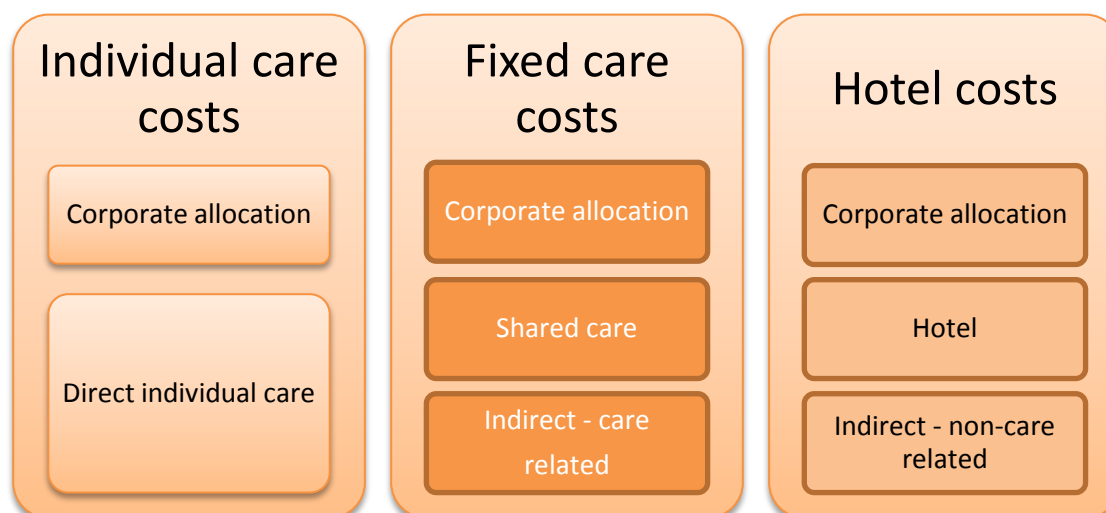 Individual care
costs
Corporate allocation
Direct individual care
Fixed care
costs
Corporate allocation
Shared care
Indirect - care
related
Hotel costs
Corporate allocation
Hotel
Indirect - non-care
related